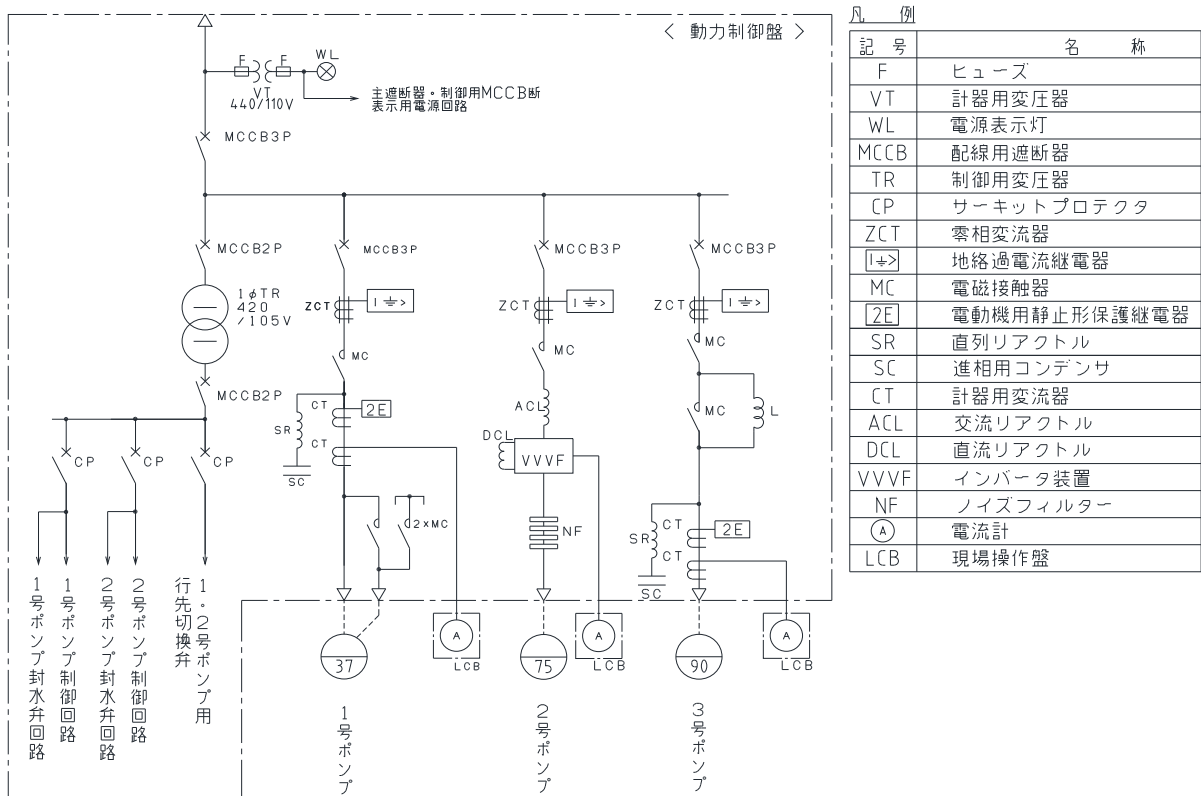 〈 動力制御盤 〉
F
F
WL
VT
440/110V
主遮断器・制御用MCCB断
表示用電源回路
MCCB3P
MCCB2P
MCCB3P
MCCB3P
MCCB3P
1φTR
420
/105V
ZCT
I⏚>
ZCT
I⏚>
ZCT
I⏚>
MC
MC
MC
MCCB2P
CT
2E
SR
CT
SC
ACL
DCL
VVVF
MC
L
CP
CP
CP
2×MC
NF
SR
CT
2E
CT
SC
37
A
LCB
75
A
LCB
90
A
LCB
1号ポンプ封水弁回路
1号ポンプ制御回路
2号ポンプ封水弁回路
2号ポンプ制御回路
1・2号ポンプ用
行先切換弁
1号ポンプ
2号ポンプ
3号ポンプ
凡 例
記 号 名 称
F ヒューズ
VT 計器用変圧器
WL 電源表示灯
MCCB 配線用遮断器
TR 制御用変圧器
CP サーキットプロテクタ
ZCT 零相変流器
I⏚> 地絡過電流継電器
MC 電磁接触器
2E 電動機用静止形保護継電器
SR 直列リアクトル
SC 進相用コンデンサ
CT 計器用変流器
ACL 交流リアクトル
DCL 直流リアクトル
VVVF インバータ装置
NF ノイズフィルター
A 電流計
LCB 現場操作盤